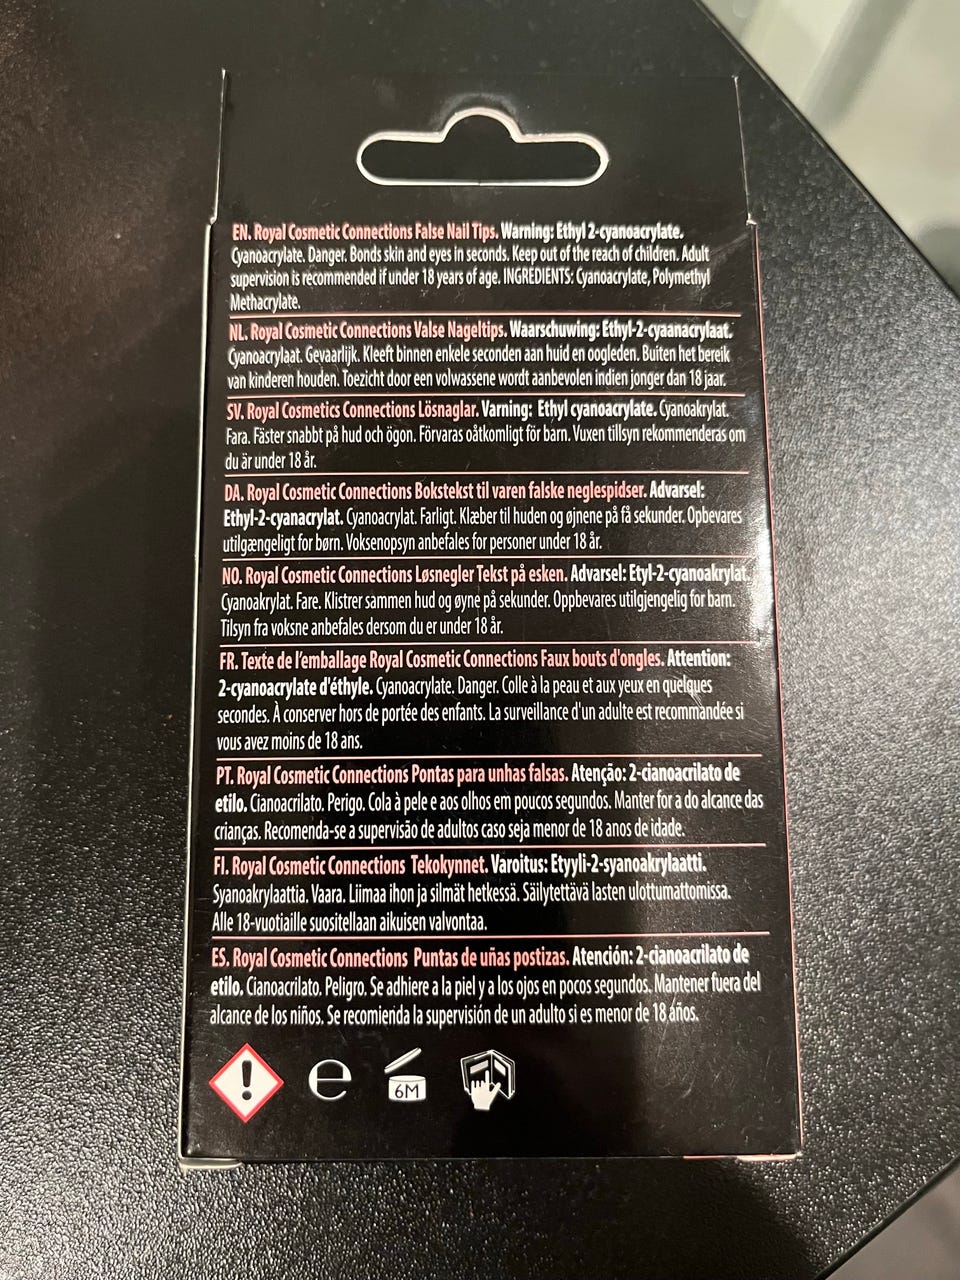 EN. Royal Cosmetic Connections False Nail Tips. Warning: Ethyl 2-cyanoacrylate.
Cyanoacrylate. Danger. Bonds skin and eyes in seconds. Keep out of the reach of children. Adult
supervision is recommended if under 18 years of age. INGREDIENTS: Cyanoacrylate, Polymethyl
Methacrylate.
NL. Royal Cosmetic Connections Valse Nageltips. Waarschuwing: Ethyl-2-cyaanacrylaat.
Cyanoacrylaat. Gevaarlijk. Kleeft binnen enkele seconden aan huid en oogleden. Buiten het bereik
van kinderen houden. Toezicht door een volwassene wordt aanbevolen indien jonger dan 18 jaar.
SV. Royal Cosmetics Connections Lösnaglar. Varning: Ethyl cyanoacrylate. Cyanoakrylat.
Fara. Fäster snabbt på hud och ögon. Förvaras oåtkomligt för barn. Vuxen tillsyn rekommenderas om
du är under 18 år.
DA. Royal Cosmetic Connections Bokstekst til varen falske neglespidser. Advarsel:
Ethyl-2-cyanacrylat. Cyanoacrylat. Farligt. Klæber til huden og øjnene på få sekunder. Opbevares
utilgængeligt for børn. Voksenopsyn anbefales for personer under 18 år.
NO. Royal Cosmetic Connections Løsnegler Tekst på esken. Advarsel: Etyl-2-cyanoakrylat.
Cyanoakrylat. Fare. Klistrer sammen hud og øyne på sekunder. Oppbevares utilgjengelig for barn.
Tilsyn fra voksne anbefales dersom du er under 18 år.
FR. Texte de l'emballage Royal Cosmetic Connections Faux bouts d'ongles. Attention:
2-cyanoacrylate d'éthyle. Cyanoacrylate. Danger. Colle à la peau et aux yeux en quelques
secondes. À conserver hors de portée des enfants. La surveillance d'un adulte est recommandée si
vous avez moins de 18 ans.
PT. Royal Cosmetic Connections Pontas para unhas falsas. Atenção: 2-cianoacrilato de
etilo. Cianoacrilato. Perigo. Cola à pele e aos olhos em poucos segundos. Manter for a do alcance das
crianças. Recomenda-se a supervisão de adultos caso seja menor de 18 anos de idade.
FI. Royal Cosmetic Connections Tekokynnet. Varoitus: Etyyli-2-syanoakrylaatti.
Syanoakrylaattia. Vaara. Liimaa ihon ja silmät hetkessä. Säilytettävä lasten ulottumattomissa.
Alle 18-vuotiaille suositellaan aikuisen valvontaa.
ES. Royal Cosmetic Connections Puntas de uñas postizas. Atención: 2-cianoacrilato de
etilo. Cianoacrilato. Peligro. Se adhiere a la piel y a los ojos en pocos segundos. Mantener fuera del
alcance de los niños. Se recomienda la supervisión de un adulto si es menor de 18 años.
! ℮ 6M